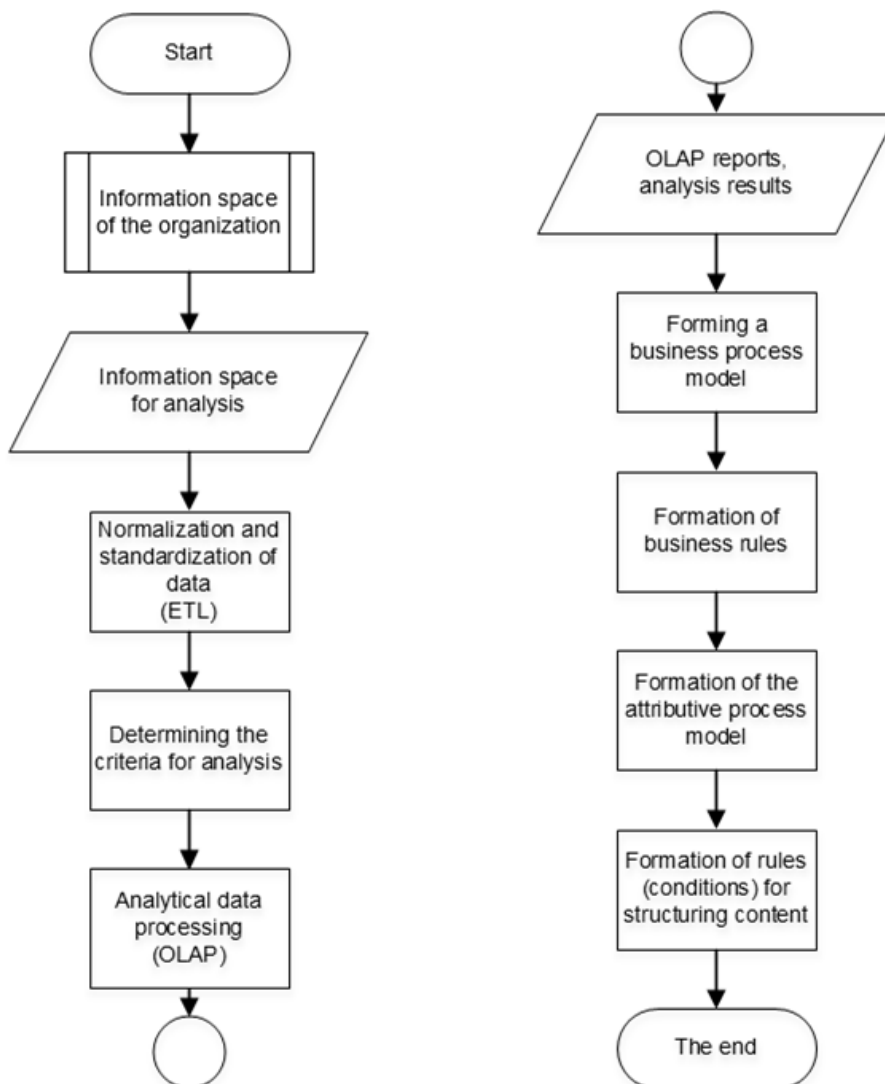 Start
Information space
of the organization
Information space
for analysis
Normalization and
standardization of
data
(ETL)
Determining the
criteria for analysis
Analytical data
processing
(OLAP)
OLAP reports,
analysis results
Forming a
business process
model
Formation of
business rules
Formation of the
attributive process
model
Formation of rules
(conditions) for
structuring content
The end